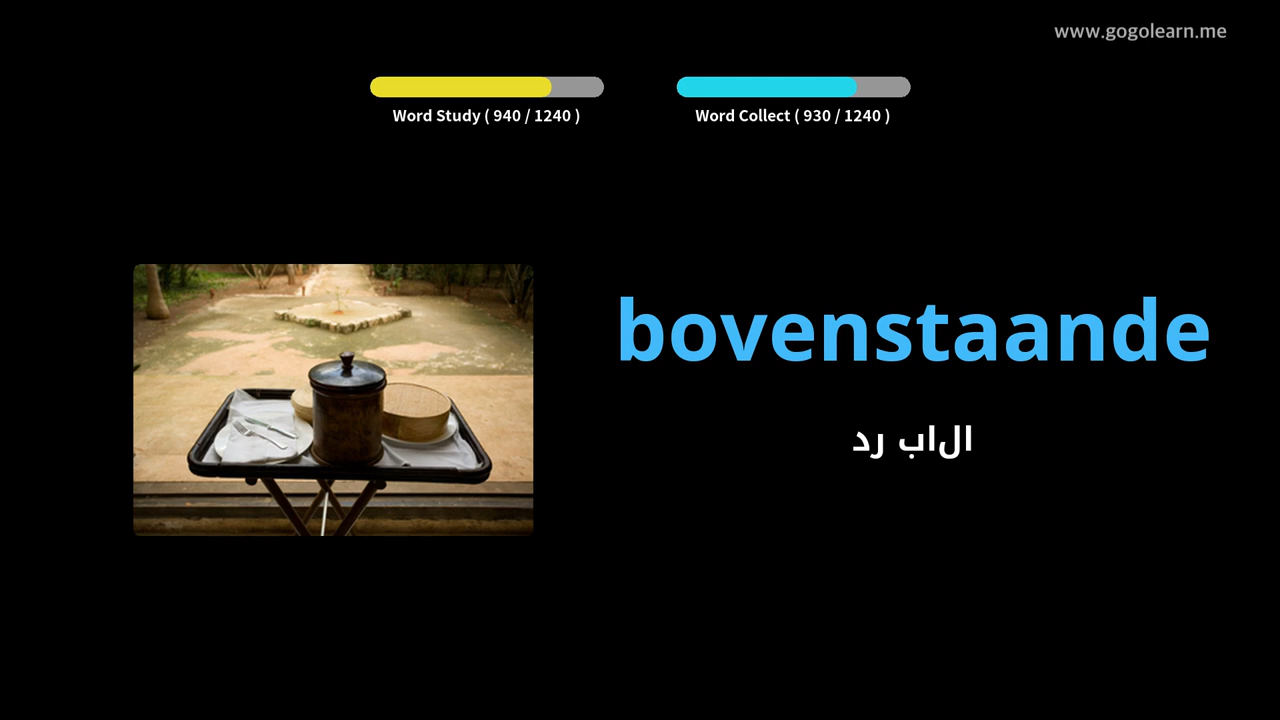 www.gogolearn.me
Word Study ( 940 / 1240 )
Word Collect ( 930 / 1240 )
bovenstaande
الاب رد